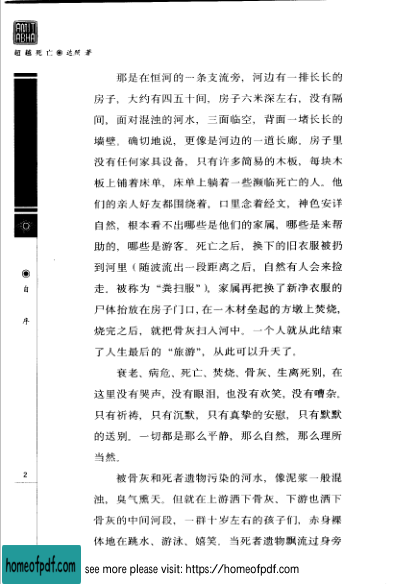 AMIT
ABHA
超越死亡◉达照 著
那是在恒河的一条支流旁，河边有一排长长的
房子，大约有四五十间，房子六米深左右，没有隔
间，面对混浊的河水，三面临空，背面一堵长长的
墙壁。确切地说，更像是河边的一道长廊。房子里
没有任何家具设备，只有许多简易的木板，每块木
板上铺着床单，床单上躺着一些濒临死亡的人。他
们的亲人好友都围绕着，口里念着经文，神色安详
自然，根本看不出哪些是他们的家属，哪些是来帮
助的、哪些是游客。死亡之后，换下的旧衣服被扔
到河里（随波流出一段距离之后，自然有人会来捡
走，被称为“粪扫服”），家属再把换了新净衣服的
尸体抬放在房子门口，在一木材垒起的方墩上焚烧，
烧完之后，就把骨灰扫入河中。一个人就从此结束
了人生最后的“旅游”，从此可以升天了。
衰老、病危、死亡、焚烧、骨灰、生离死别，在
这里没有哭声，没有眼泪，也没有欢笑，没有嘈杂。
只有祈祷，只有沉默，只有真挚的安慰，只有默默
的送别。一切都是那么平静，那么自然，那么理所
当然。
被骨灰和死者遗物污染的河水，像泥浆一般混
浊，臭气熏天。但就在上游洒下骨灰、下游也洒下
骨灰的中间河段，一群十岁左右的孩子们，赤身裸
体地在跳水、游泳、嬉笑。当死者遗物飘流过身旁
◉
自
序
2
homeofpdf.com
see more please visit: https://homeofpdf.com